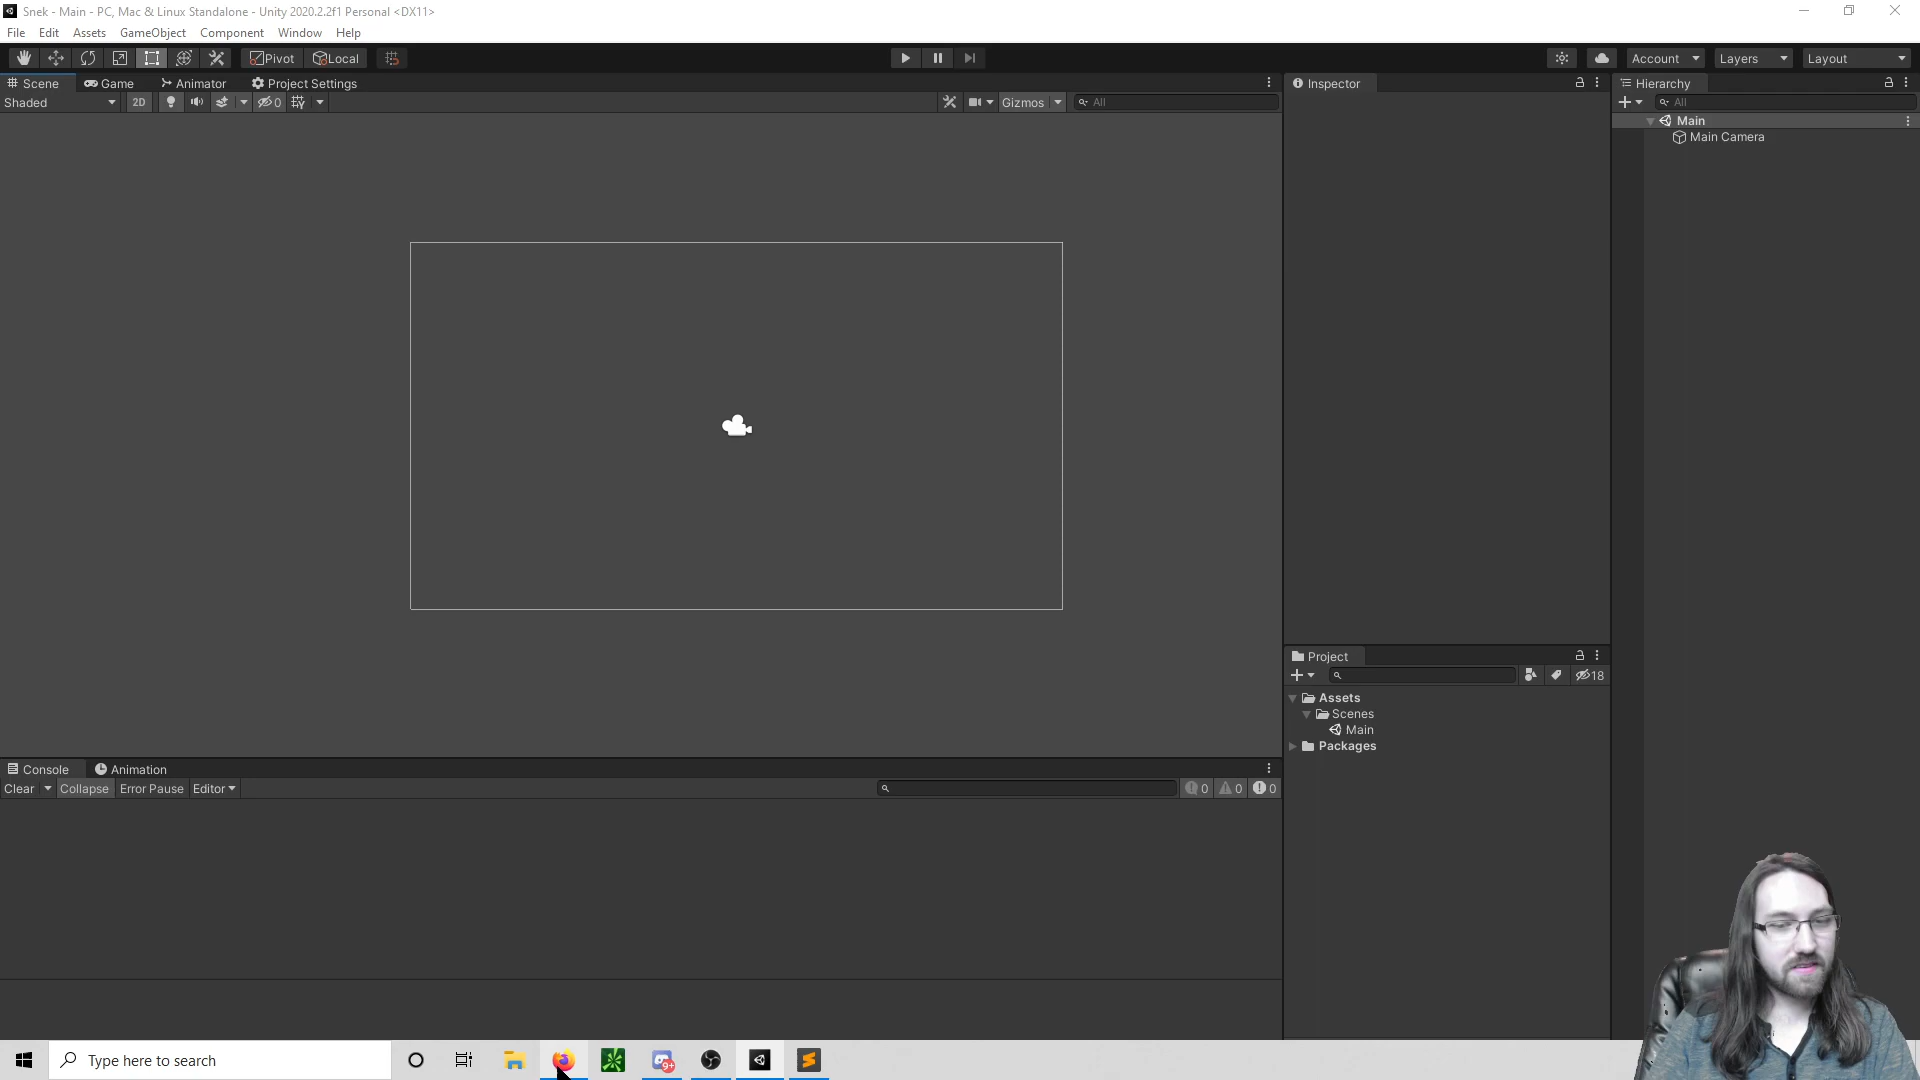 Snek - Main - PC, Mac & Linux Standalone - Unity 2020.2.2f1 Personal <DX11>
File Edit Assets GameObject Component Window Help
Pivot Local Account Layers Layout
Scene Game Animator Project Settings
Shaded 2D 0 Gizmos All
Inspector
Hierarchy
All
Main
Main Camera
Project
18
Assets
Scenes
Main
Packages
Console Animation
Clear Collapse Error Pause Editor 0 0 0
Type here to search
9+